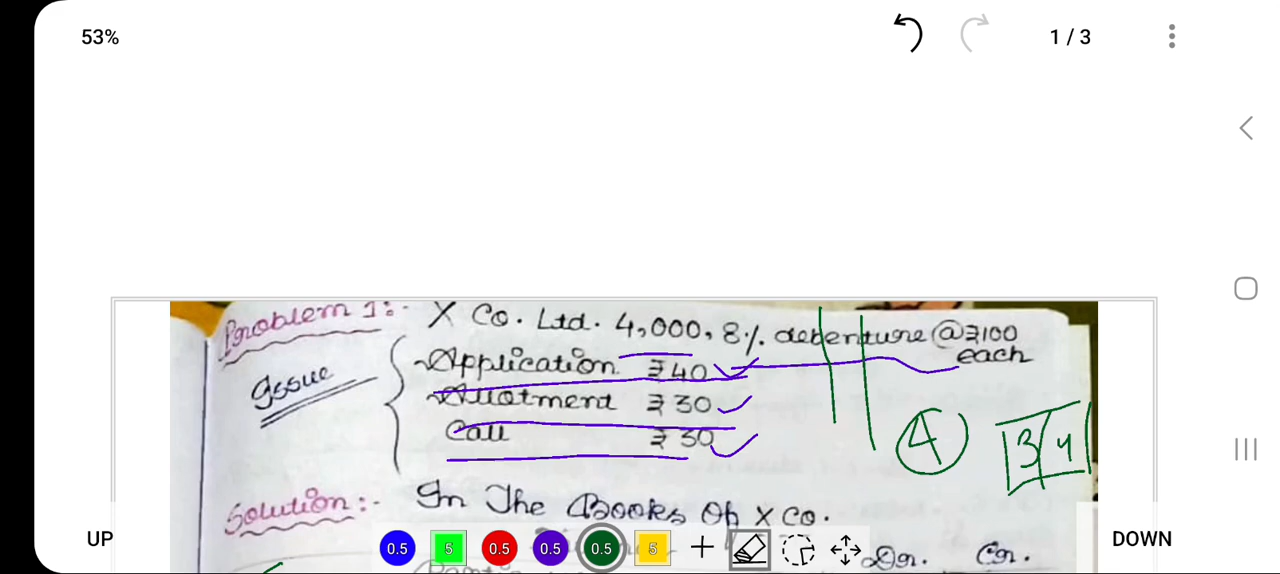 53%
1 / 3
Problem 1:- X Co. Ltd. 4,000, 8% debenture @ ₹100 each
Issue
Application ₹40
Allotment ₹30
Call ₹30
4
3 4
Solution:- In The Books Of X CO.
Dr. Cr.
UP
0.5 5 0.5 0.5 0.5 5
DOWN